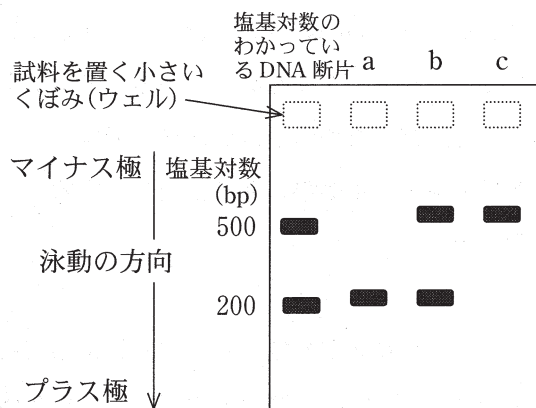 塩基対数の
わかってい
るDNA断片
a b c
試料を置く小さい
くぼみ(ウェル)
マイナス極
塩基対数
(bp)
500
泳動の方向
200
プラス極